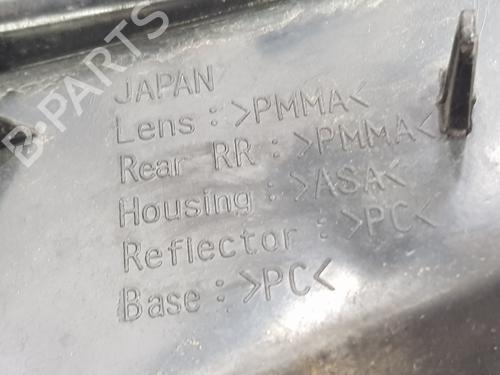 JAPAN
Lens : >PMMA<
Rear RR : >PMMA<
Housing : >ASA<
Reflector : >PC<
Base : >PC<
B-PARTS